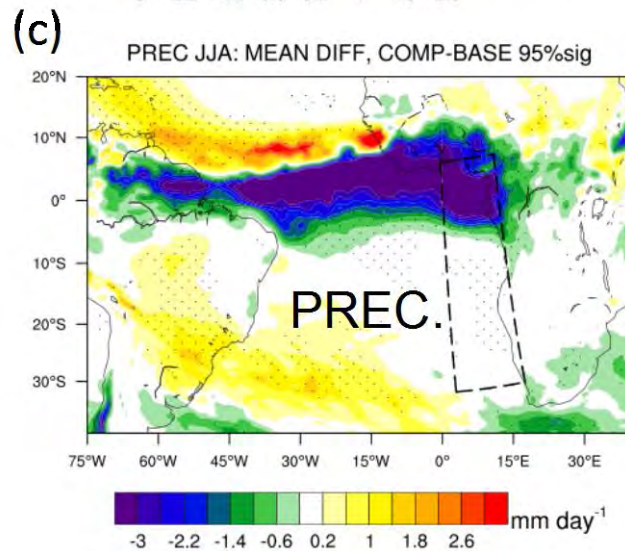 (c)
PREC JJA: MEAN DIFF, COMP-BASE 95%sig
20°N
10°N
0°
10°S
20°S
30°S
PREC.
75°W 60°W 45°W 30°W 15°W 0° 15°E 30°E
-3 -2.2 -1.4 -0.6 0.2 1 1.8 2.6 mm day⁻¹